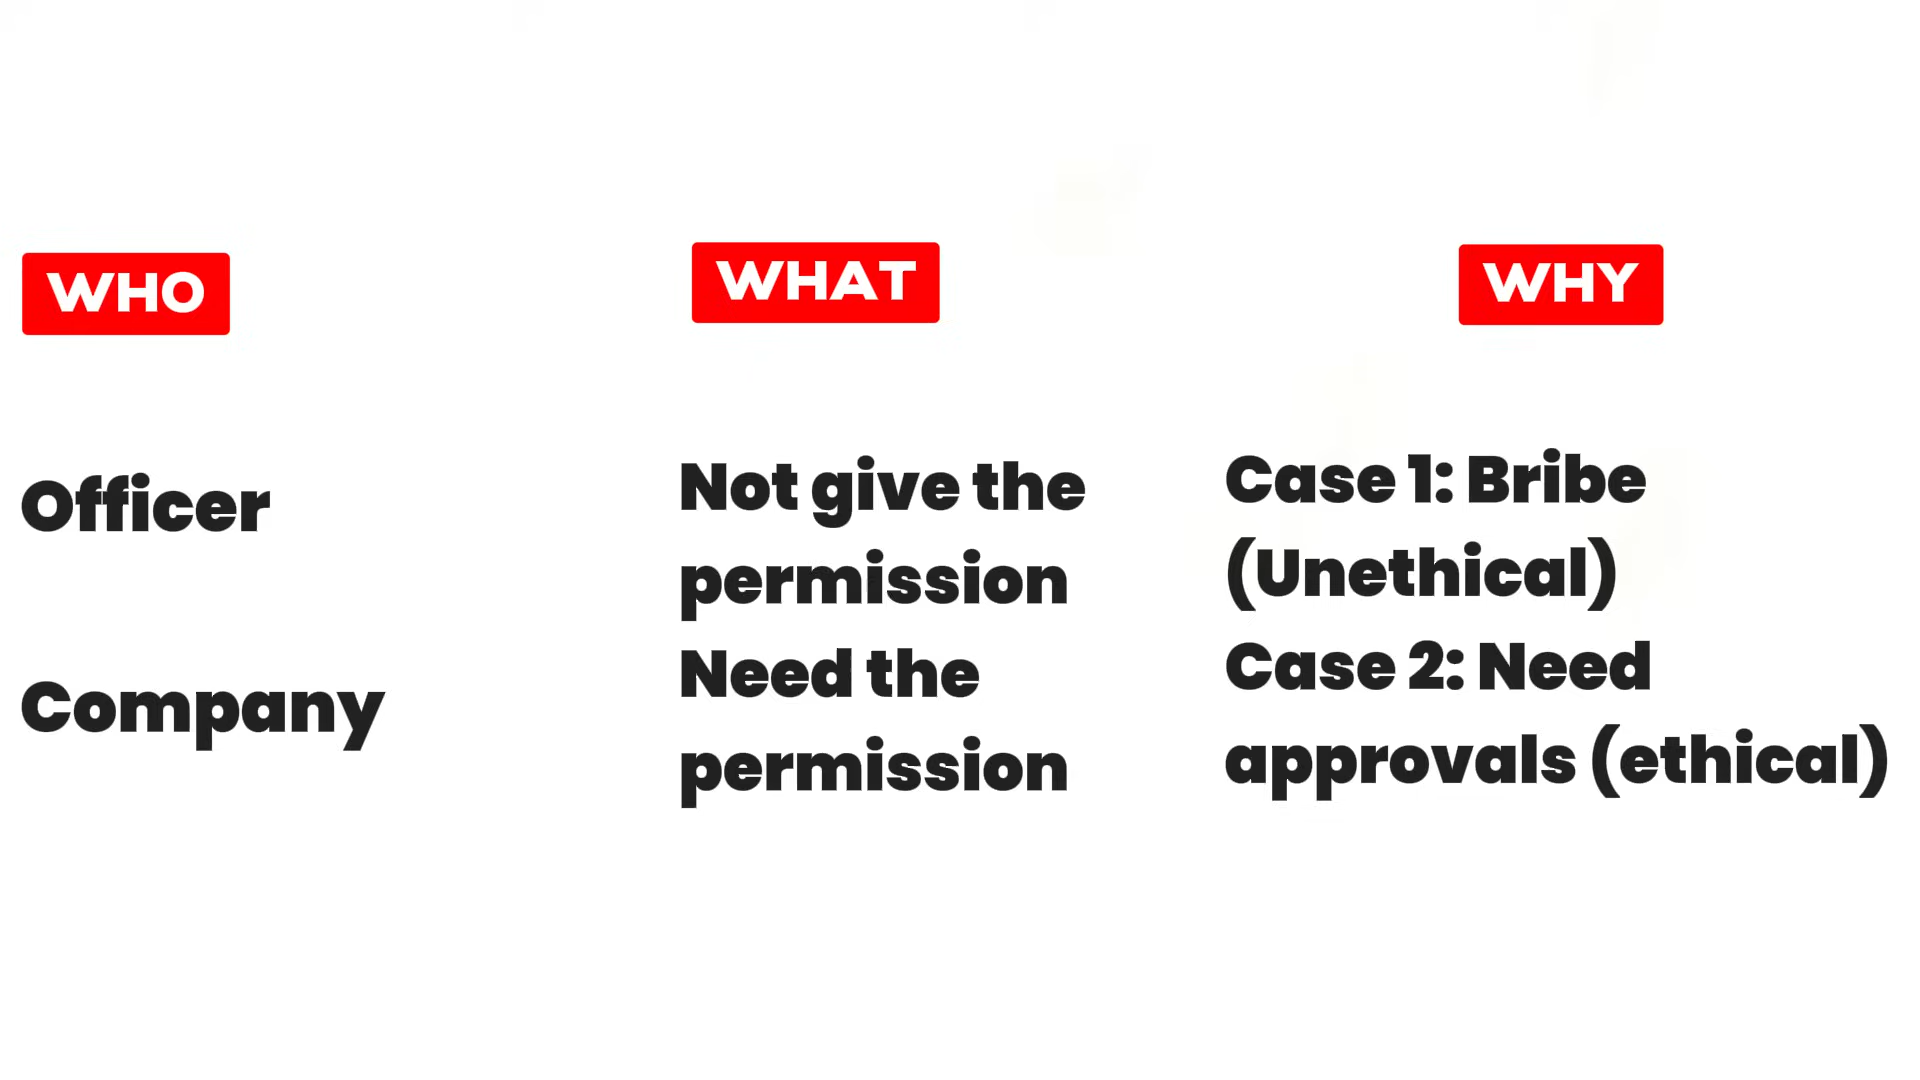 WHO
WHAT
WHY
Officer
Not give the
permission
Case 1: Bribe
(Unethical)
Company
Need the
permission
Case 2: Need
approvals (ethical)